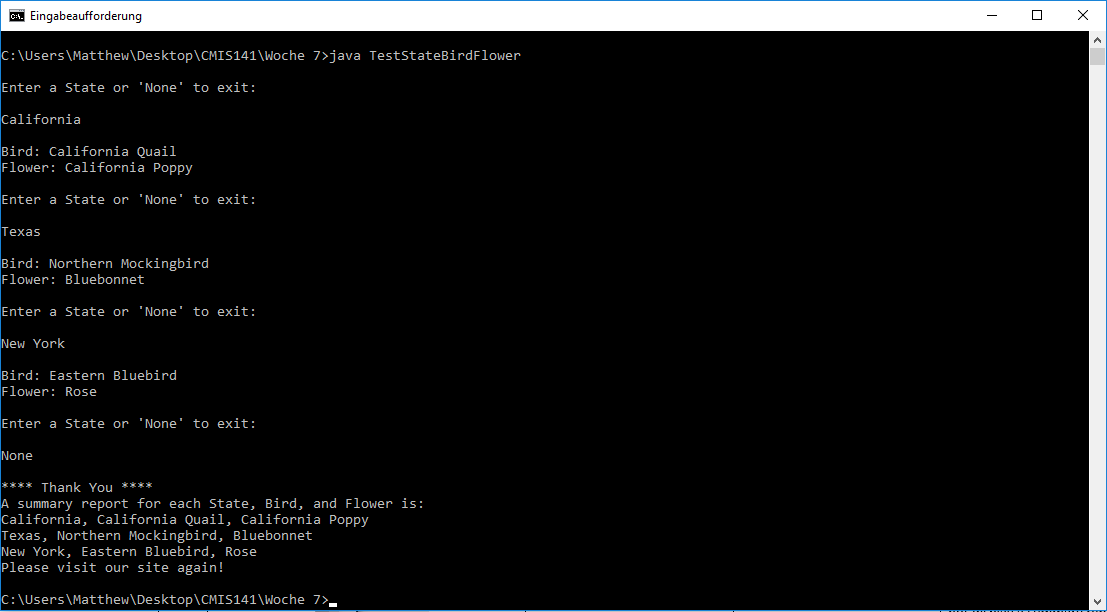 Eingabeaufforderung
C:\Users\Matthew\Desktop\CMIS141\Woche 7>java TestStateBirdFlower
Enter a State or 'None' to exit:
California
Bird: California Quail
Flower: California Poppy
Enter a State or 'None' to exit:
Texas
Bird: Northern Mockingbird
Flower: Bluebonnet
Enter a State or 'None' to exit:
New York
Bird: Eastern Bluebird
Flower: Rose
Enter a State or 'None' to exit:
None
**** Thank You ****
A summary report for each State, Bird, and Flower is:
California, California Quail, California Poppy
Texas, Northern Mockingbird, Bluebonnet
New York, Eastern Bluebird, Rose
Please visit our site again!
C:\Users\Matthew\Desktop\CMIS141\Woche 7>